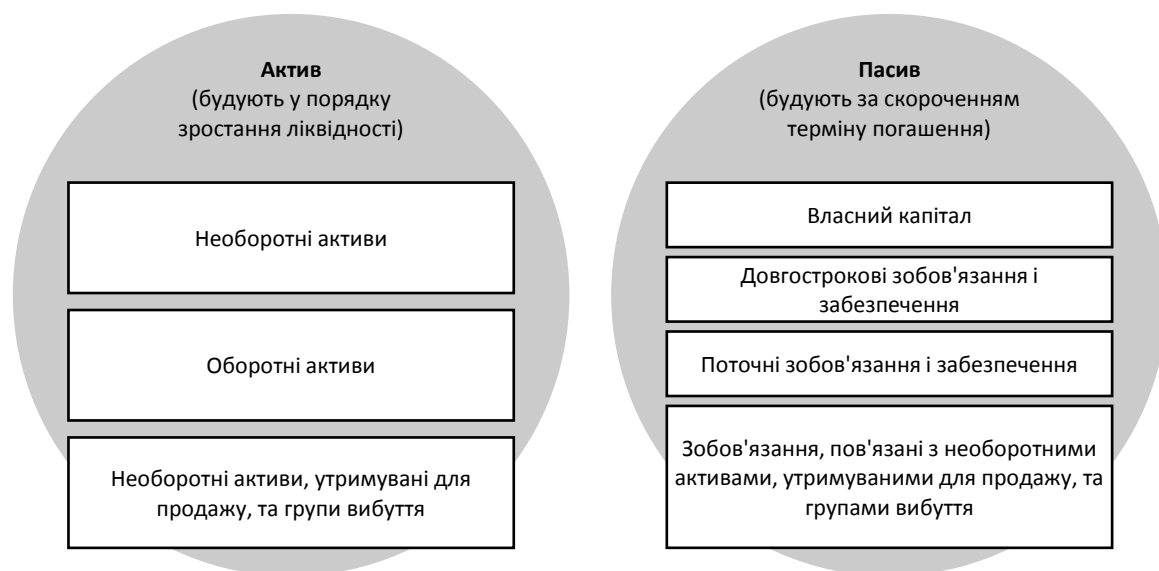 Актив
(будують у порядку
зростання ліквідності)
Необоротні активи
Оборотні активи
Необоротні активи, утримувані для
продажу, та групи вибуття
Пасив
(будують за скороченням
терміну погашення)
Власний капітал
Довгострокові зобов'язання і
забезпечення
Поточні зобов'язання і забезпечення
Зобов'язання, пов'язані з необоротними
активами, утримуваними для продажу, та
групами вибуття